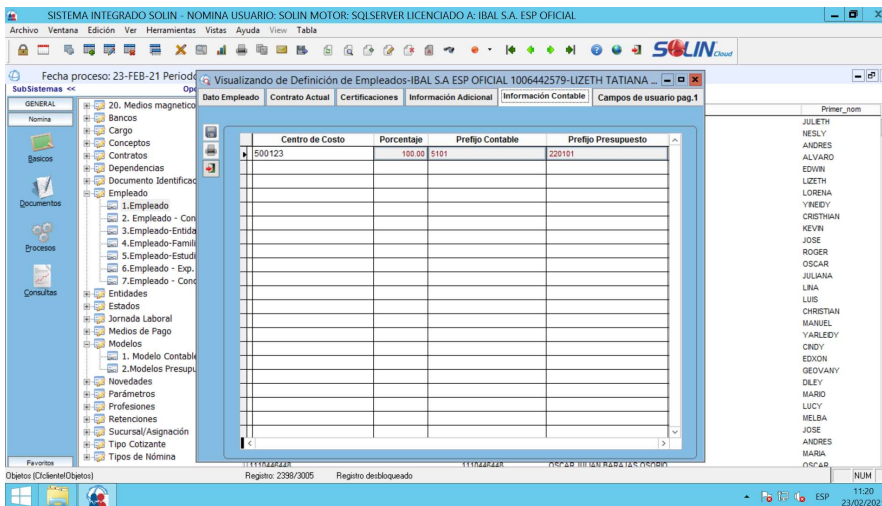 SISTEMA INTEGRADO SOLIN - NOMINA USUARIO: SOLIN MOTOR: SQLSERVER LICENCIADO A: IBAL S.A. ESP OFICIAL
Archivo Ventana Edición Ver Herramientas Vistas Ayuda View Tabla
SOLIN Cloud
Fecha proceso: 23-FEB-21 Periodo
SubSistemas <<
GENERAL
Nomina
Basicos
Documentos
Procesos
Consultas
Favoritos
20. Medios magnetico
Bancos
Cargo
Conceptos
Contratos
Dependencias
Documento Identificac
Empleado
1.Empleado
2. Empleado - Con
3.Empleado-Entida
4.Empleado-Famili
5.Empleado-Estudi
6.Empleado - Exp.
7.Empleado - Cond
Entidades
Estados
Jornada Laboral
Medios de Pago
Modelos
1. Modelo Contable
2.Modelos Presupu
Novedades
Parámetros
Profesiones
Retenciones
Sucursal/Asignación
Tipo Cotizante
Tipos de Nómina
Visualizando de Definición de Empleados-IBAL S.A ESP OFICIAL 1006442579-LIZETH TATIANA ...
Dato Empleado Contrato Actual Certificaciones Información Adicional Información Contable Campos de usuario pag.1
Centro de Costo Porcentaje Prefijo Contable Prefijo Presupuesto
500123 100.00 5101 220101
Primer_nom
JULIETH
NESLY
ANDRES
ALVARO
EDWIN
LIZETH
LORENA
YINEIDY
CRISTHIAN
KEVIN
JOSE
ROGER
OSCAR
JULIANA
LINA
LUIS
CHRISTIAN
MANUEL
YARLEIDY
CINDY
EDXON
GEOVANY
DILEY
MARIO
LUCY
MELBA
JOSE
ANDRES
MARIA
OSCAR
1110446448 1110446448 OSCAR JULIAN BARAJAS OSORIO
Objetos (Cfcliente\Objetos) Registro: 2398/3005 Registro desbloqueado NUM
ESP
11:20
23/02/202